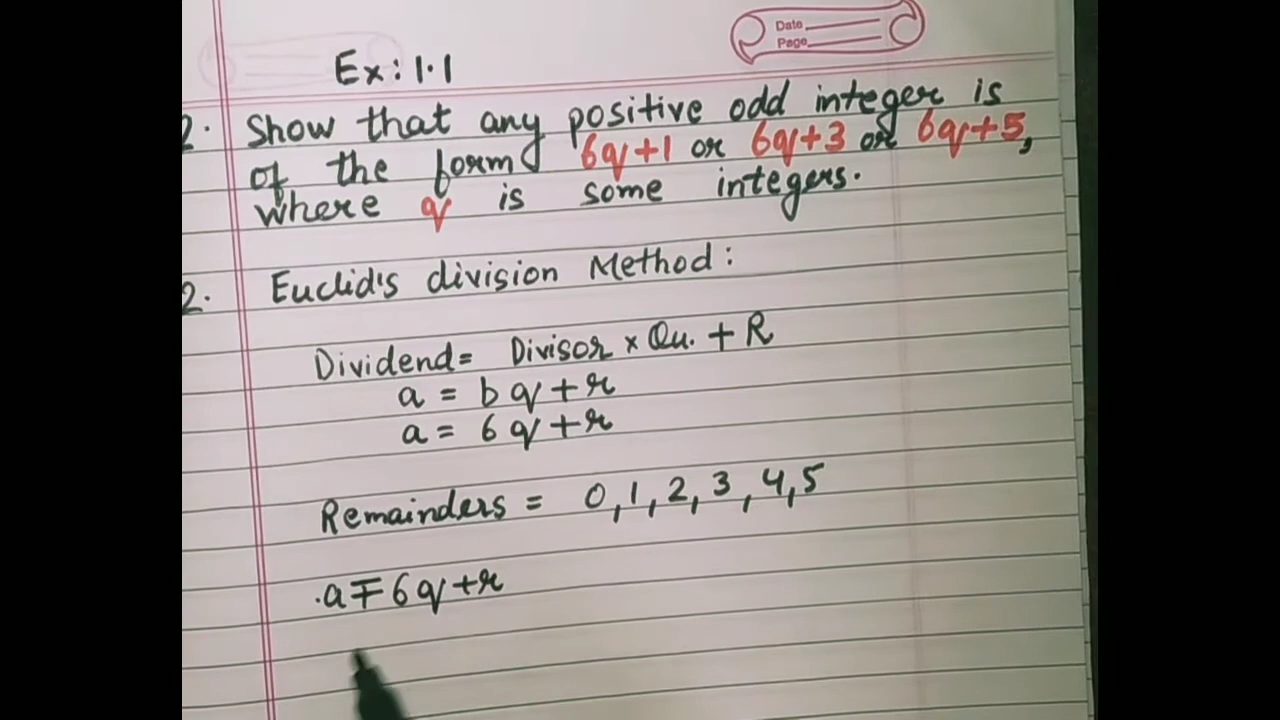 Date
Page
Ex: 1.1
2. Show that any positive odd integer is
of the form 6q+1 or 6q+3 or 6q+5,
where q is some integers.
2. Euclid's division Method:
Dividend = Divisor × Qu. + R
a = bq+r
a = 6q+r
Remainders = 0, 1, 2, 3, 4, 5
.a∓6q+r